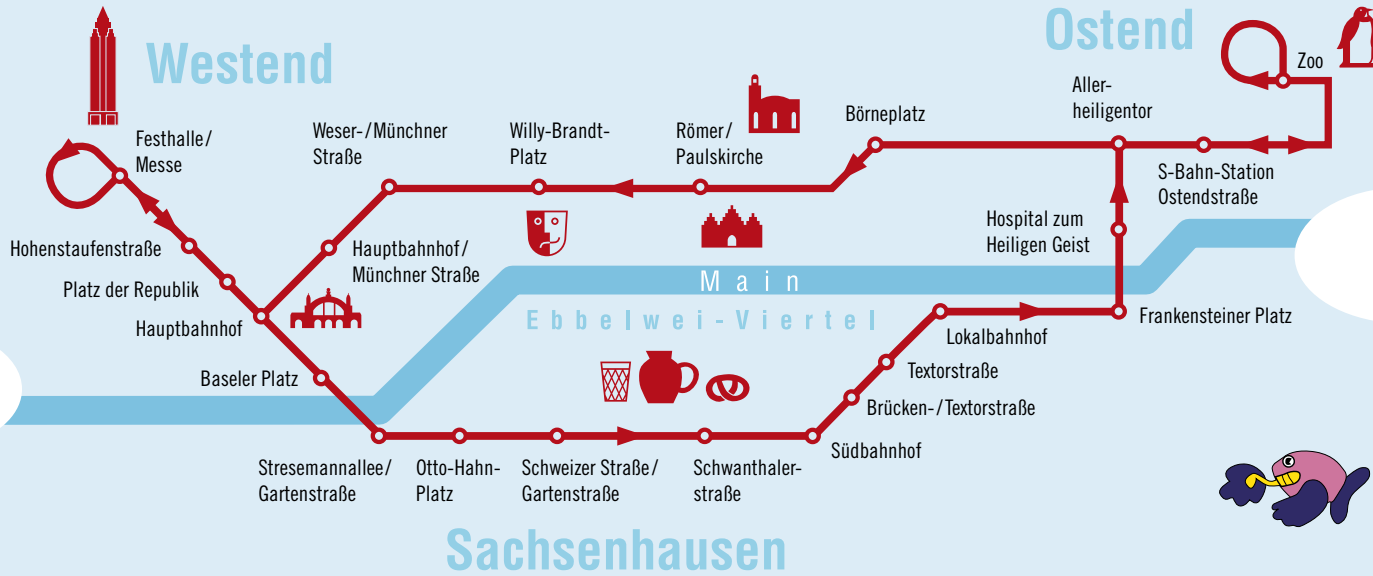 Westend
Ostend
Zoo
Festhalle/
Messe
Weser-/Münchner
Straße
Willy-Brandt-
Platz
Römer/
Paulskirche
Börneplatz
Aller-
heiligentor
S-Bahn-Station
Ostendstraße
Hohenstaufenstraße
Platz der Republik
Hauptbahnhof
Hauptbahnhof/
Münchner Straße
Hospital zum
Heiligen Geist
Main
Ebbelwei-Viertel
Frankensteiner Platz
Lokalbahnhof
Textorstraße
Brücken-/Textorstraße
Südbahnhof
Baseler Platz
Stresemannallee/
Gartenstraße
Otto-Hahn-
Platz
Schweizer Straße/
Gartenstraße
Schwanthaler-
straße
Sachsenhausen